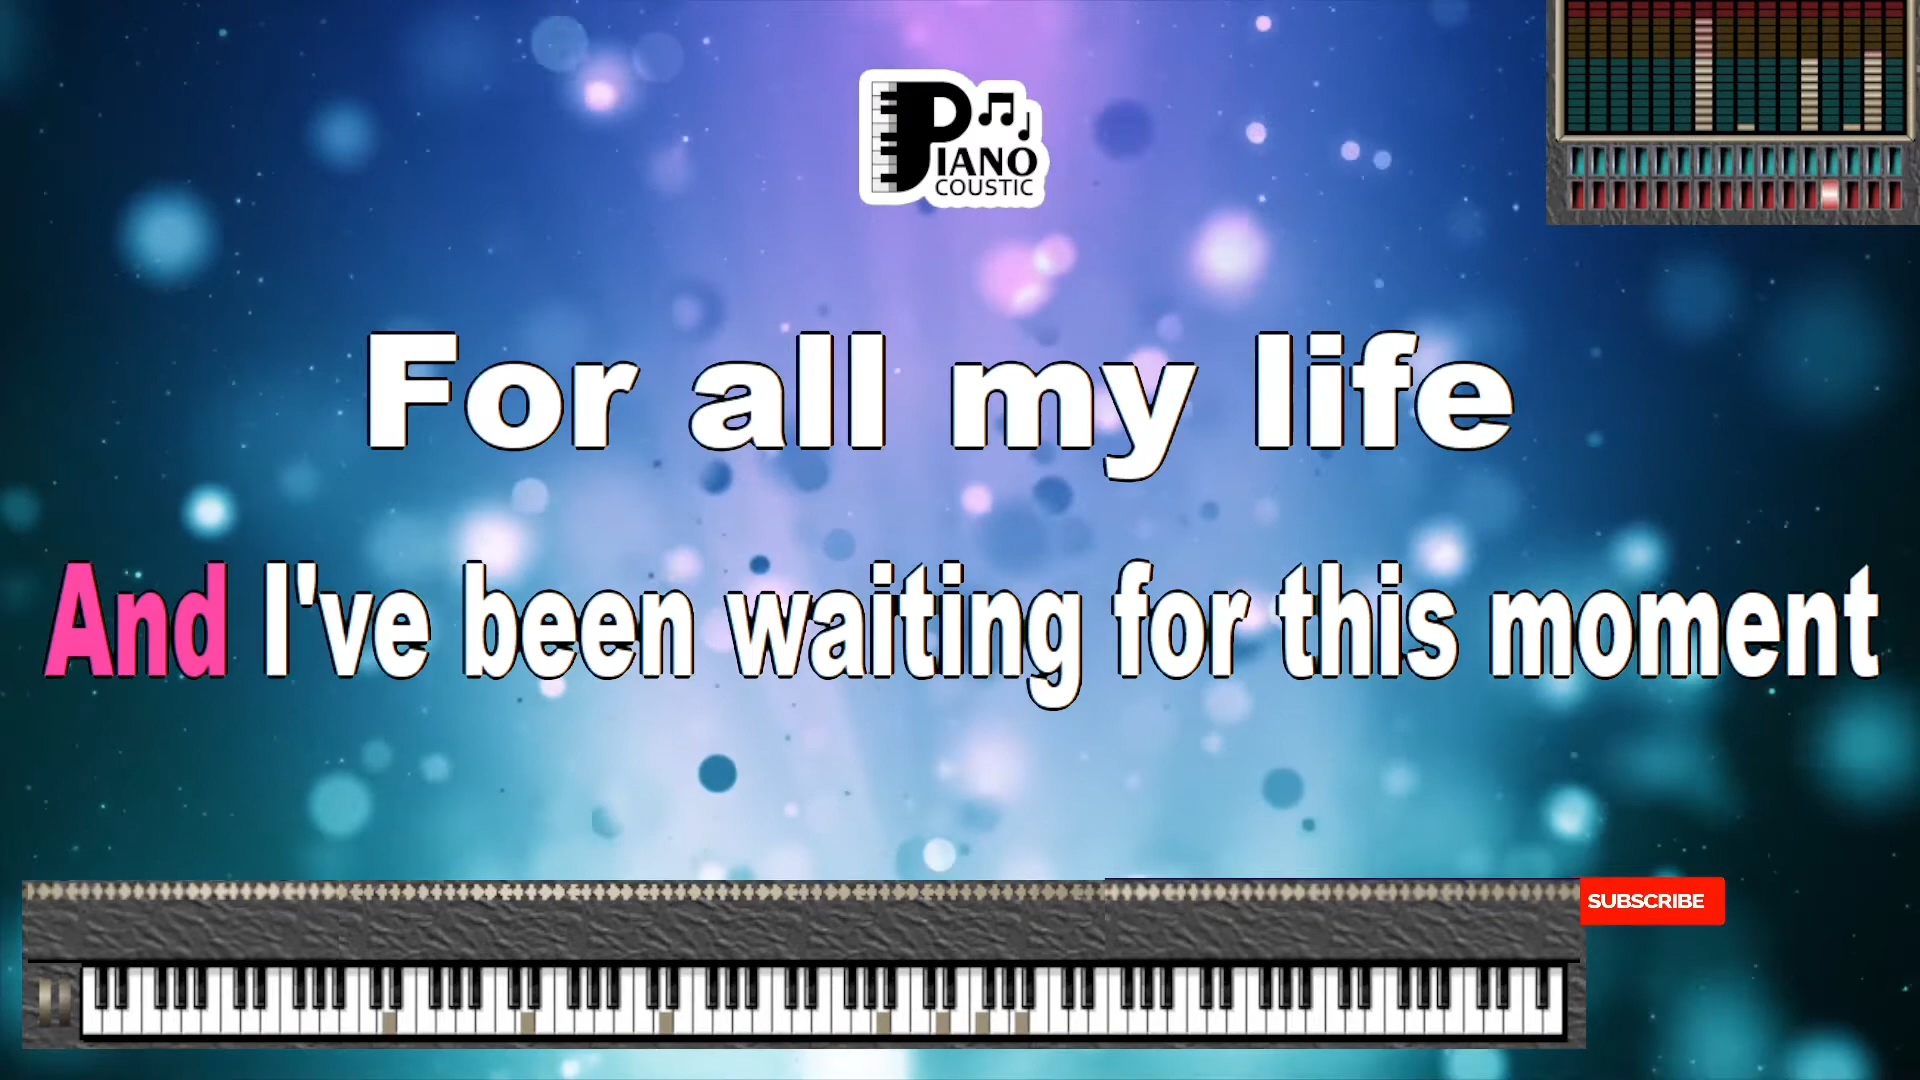 PIANO
COUSTIC
For all my life
And I've been waiting for this moment
SUBSCRIBE